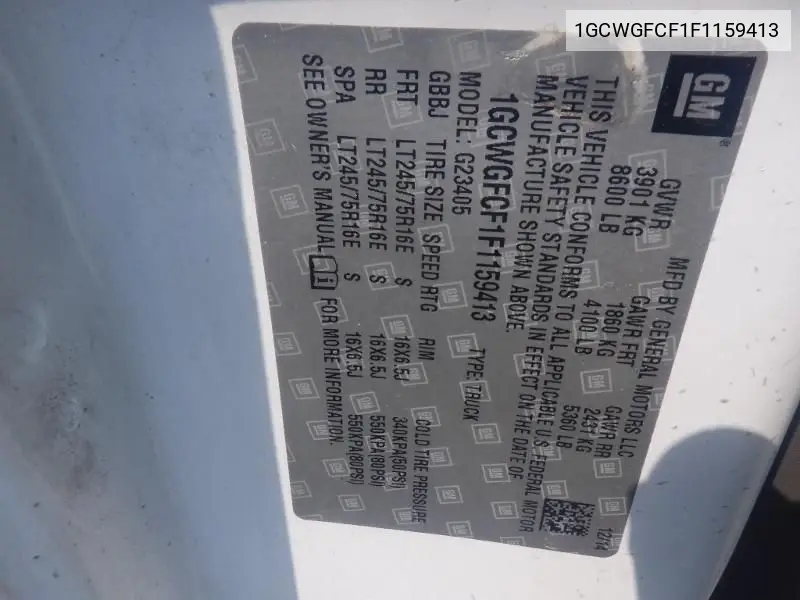 1GCWGFCF1F1159413
GM
MFD BY GENERAL MOTORS LLC 12/14
GVWR GAWR FRT GAWR RR
3901 KG 1860 KG 2431 KG
8600 LB 4100 LB 5360 LB
THIS VEHICLE CONFORMS TO ALL APPLICABLE U.S. FEDERAL MOTOR
VEHICLE SAFETY STANDARDS IN EFFECT ON THE DATE OF
MANUFACTURE SHOWN ABOVE.
1GCWGFCF1F1159413 TYPE: TRUCK
MODEL: G23405
GBBJ TIRE SIZE SPEED RTG RIM COLD TIRE PRESSURE
FRT LT245/75R16E S 16X6.5J 340KPA(50PSI)
RR LT245/75R16E S 16X6.5J 550KPA(80PSI)
SPA LT245/75R16E S 16X6.5J 550KPA(80PSI)
SEE OWNER'S MANUAL FOR MORE INFORMATION.